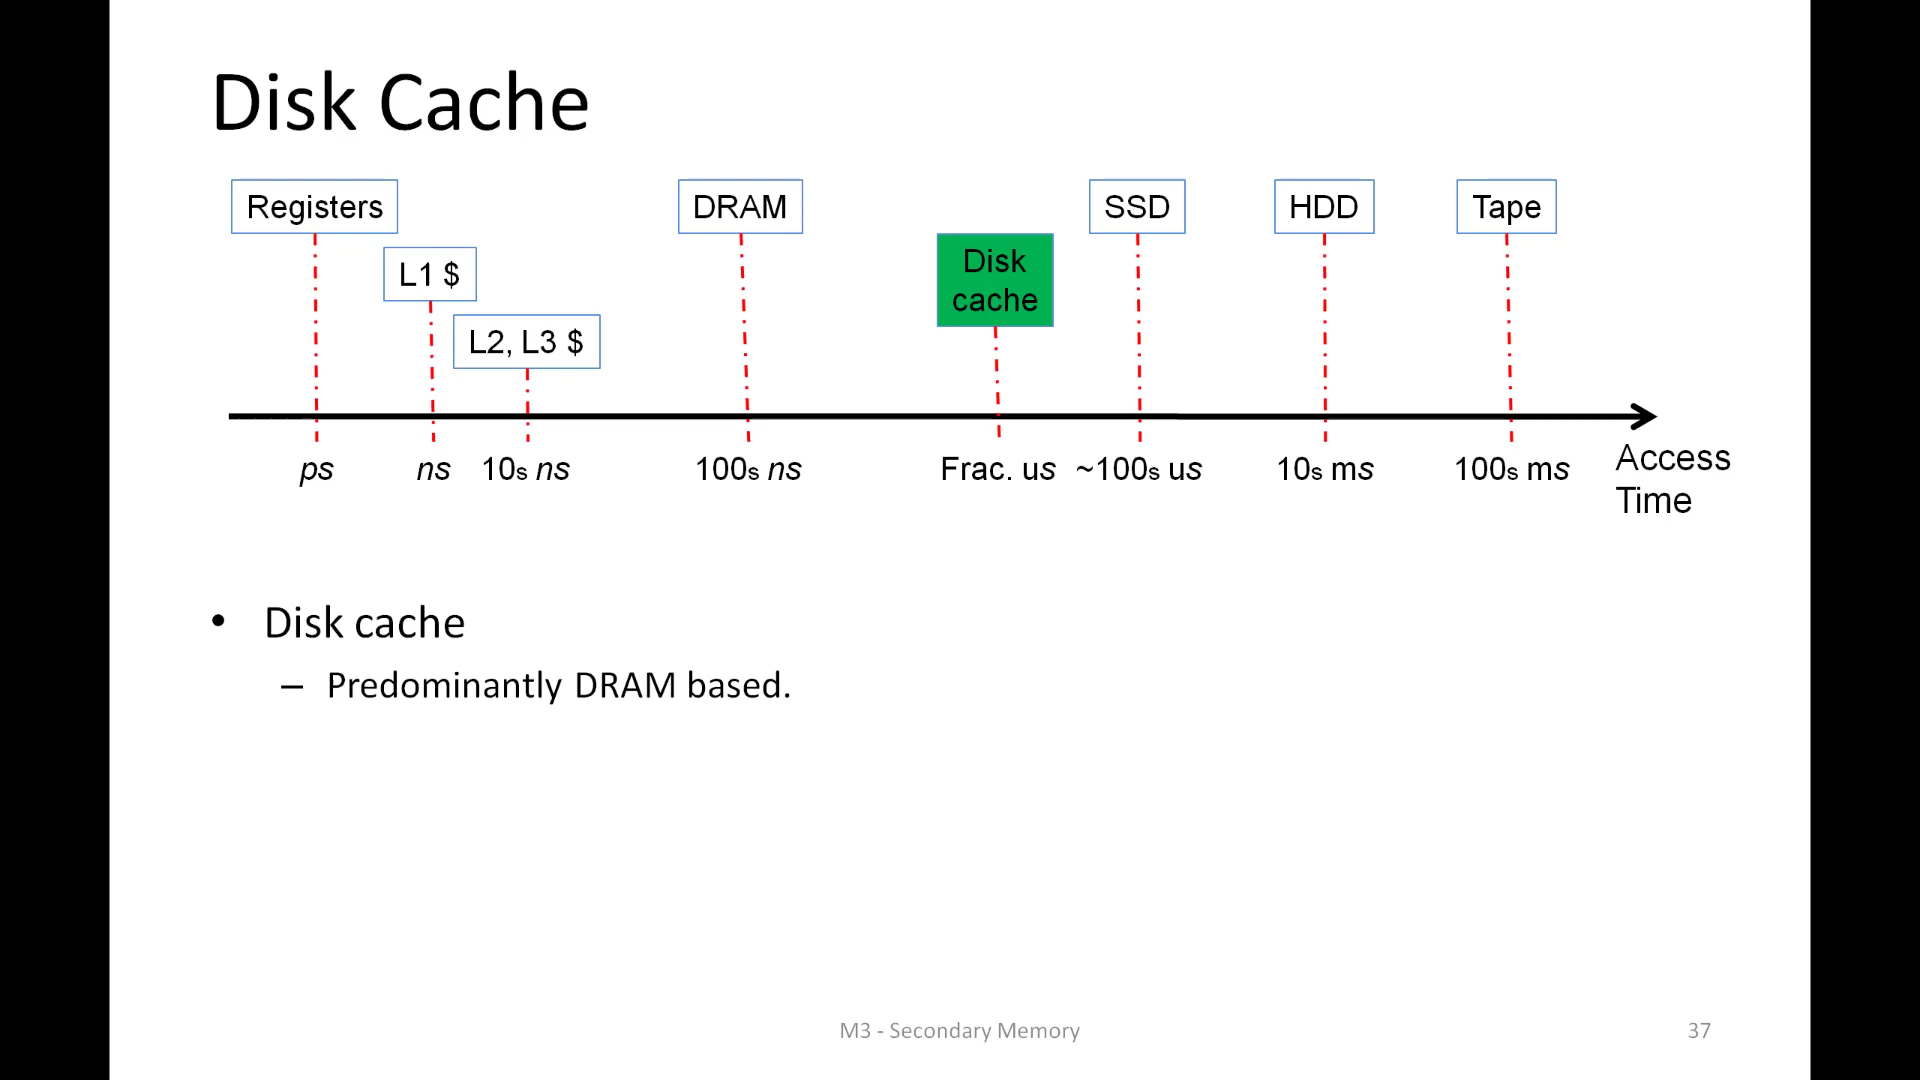 Disk Cache
Registers
DRAM
SSD
HDD
Tape
L1 $
Disk
cache
L2, L3 $
ps
ns
10s ns
100s ns
Frac. us
~100s us
10s ms
100s ms
Access
Time
• Disk cache
– Predominantly DRAM based.
M3 - Secondary Memory
37